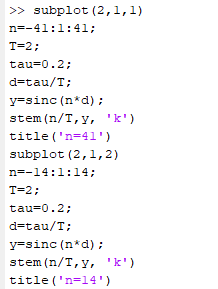 >> subplot(2,1,1)
n=-41:1:41;
T=2;
tau=0.2;
d=tau/T;
y=sinc(n*d);
stem(n/T,y, 'k')
title('n=41')
subplot(2,1,2)
n=-14:1:14;
T=2;
tau=0.2;
d=tau/T;
y=sinc(n*d);
stem(n/T,y, 'k')
title('n=14')